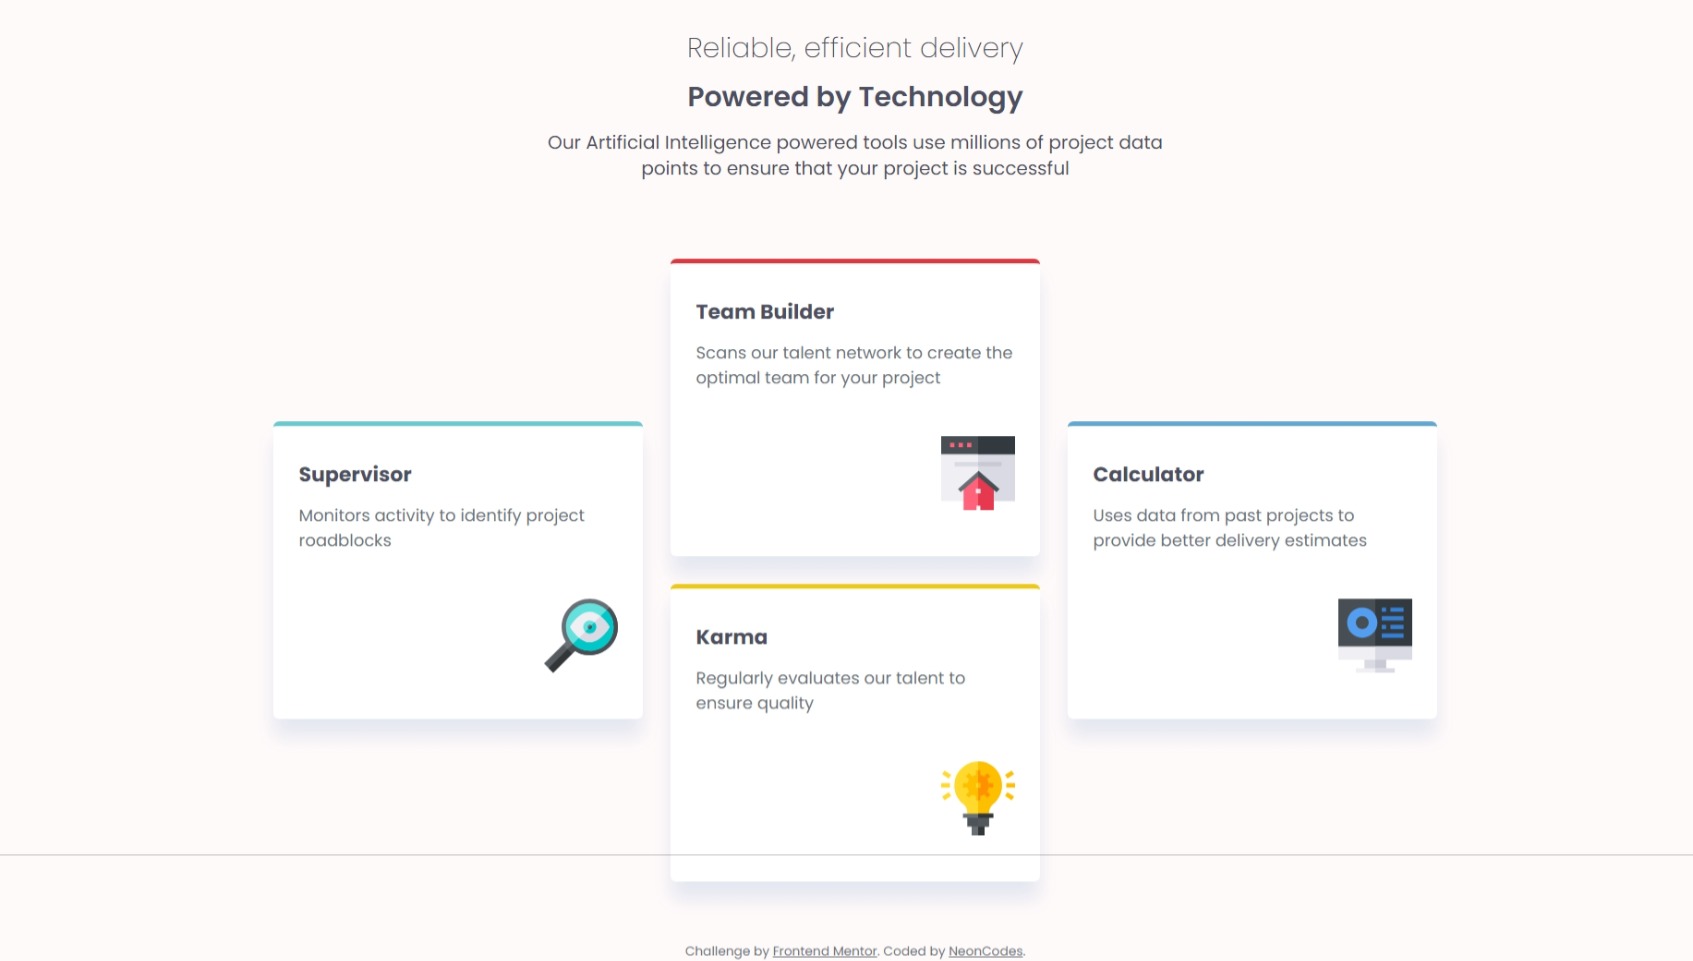 Reliable, efficient delivery
Powered by Technology
Our Artificial Intelligence powered tools use millions of project data
points to ensure that your project is successful
Team Builder
Scans our talent network to create the
optimal team for your project
Supervisor
Monitors activity to identify project
roadblocks
Calculator
Uses data from past projects to
provide better delivery estimates
Karma
Regularly evaluates our talent to
ensure quality
Challenge by Frontend Mentor. Coded by NeonCodes.